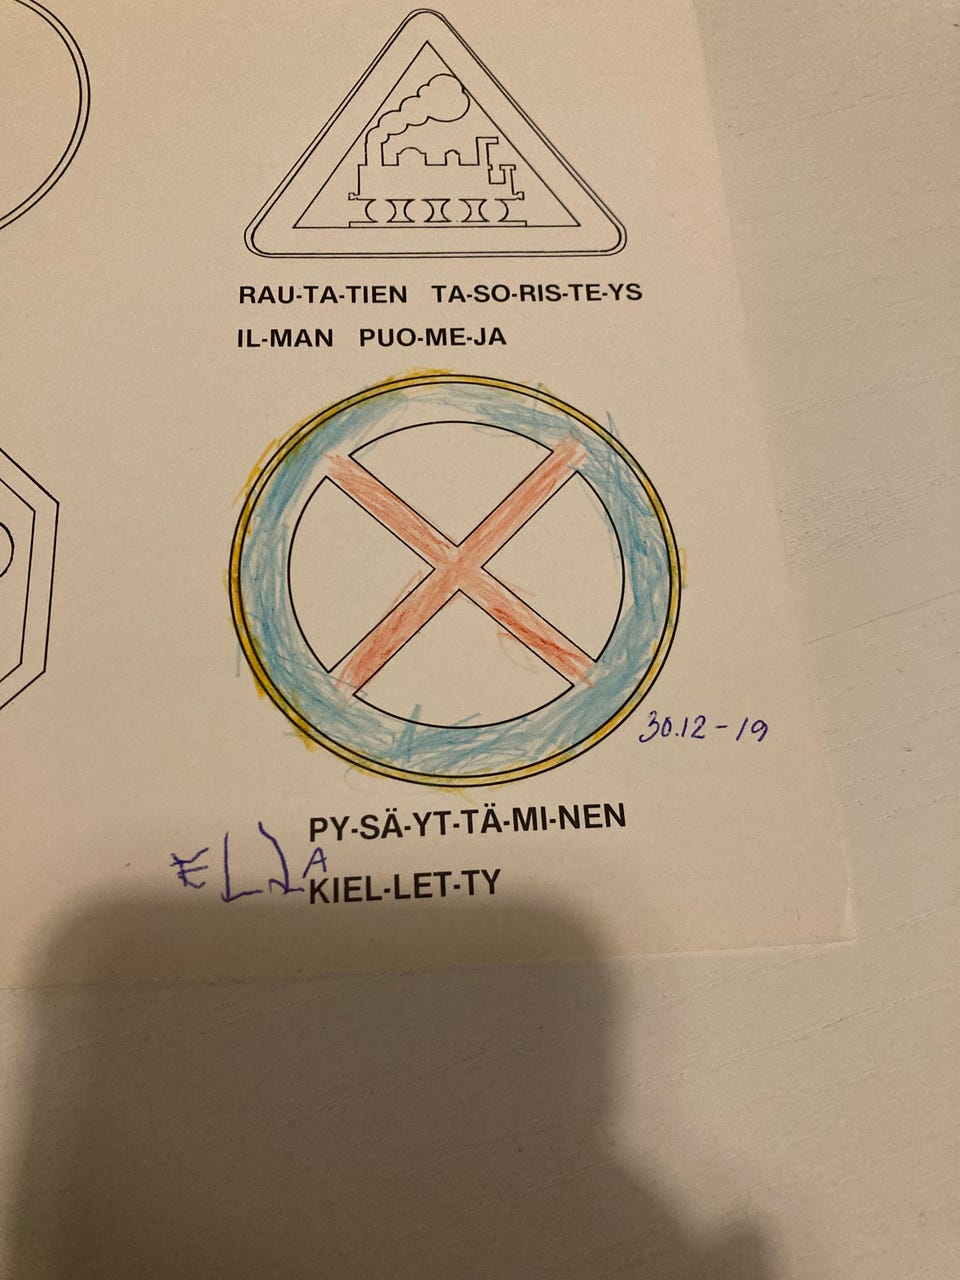 RAU-TA-TIEN TA-SO-RIS-TE-YS
IL-MAN PUO-ME-JA
30.12-19
PY-SÄ-YT-TÄ-MI-NEN
KIEL-LET-TY
ELLA